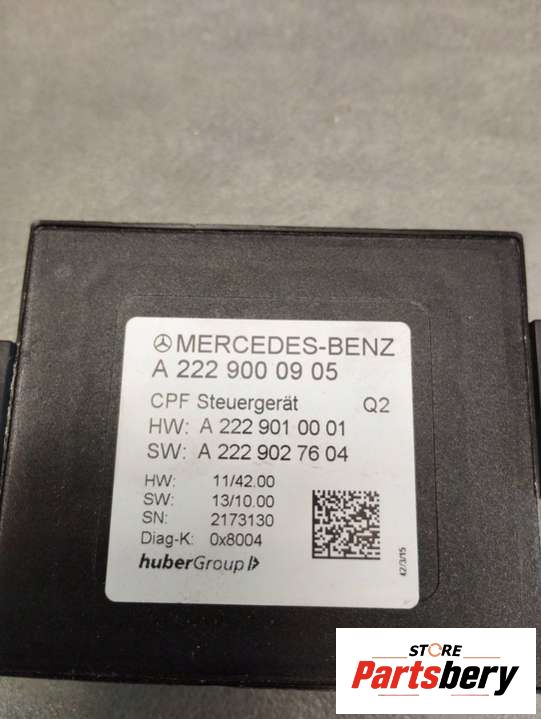 MERCEDES-BENZ
A 222 900 09 05
CPF Steuergerät Q2
HW: A 222 901 00 01
SW: A 222 902 76 04
HW: 11/42.00
SW: 13/10.00
SN: 2173130
Diag-K: 0x8004
huberGroup
42/3/15
STORE
Partsbery